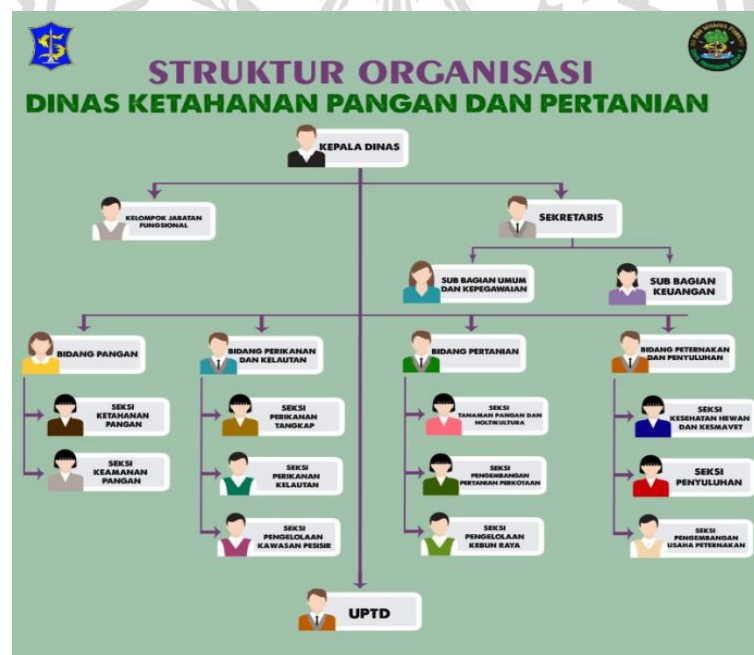 STRUKTUR ORGANISASI
DINAS KETAHANAN PANGAN DAN PERTANIAN
KEPALA DINAS
KELOMPOK JABATAN
FUNGSIONAL
SEKRETARIS
SUB BAGIAN UMUM
DAN KEPEGAWAIAN
SUB BAGIAN
KEUANGAN
BIDANG PANGAN
BIDANG PERIKANAN
DAN KELAUTAN
BIDANG PERTANIAN
BIDANG PETERNAKAN
DAN PENYULUHAN
SEKSI
KETAHANAN
PANGAN
SEKSI
PERIKANAN
TANGKAP
SEKSI
TANAMAN PANGAN DAN
HOLTIKULTURA
SEKSI
KESEHATAN HEWAN
DAN KESMAVET
SEKSI
KEAMANAN
PANGAN
SEKSI
PERIKANAN
KELAUTAN
SEKSI
PENGEMBANGAN
PERTANIAN PERKOTAAN
SEKSI
PENYULUHAN
SEKSI
PENGELOLAAN
KAWASAN PESISIR
SEKSI
PENGELOLAAN
KEBUN RAYA
SEKSI
PENGEMBANGAN
USAHA PETERNAKAN
UPTD